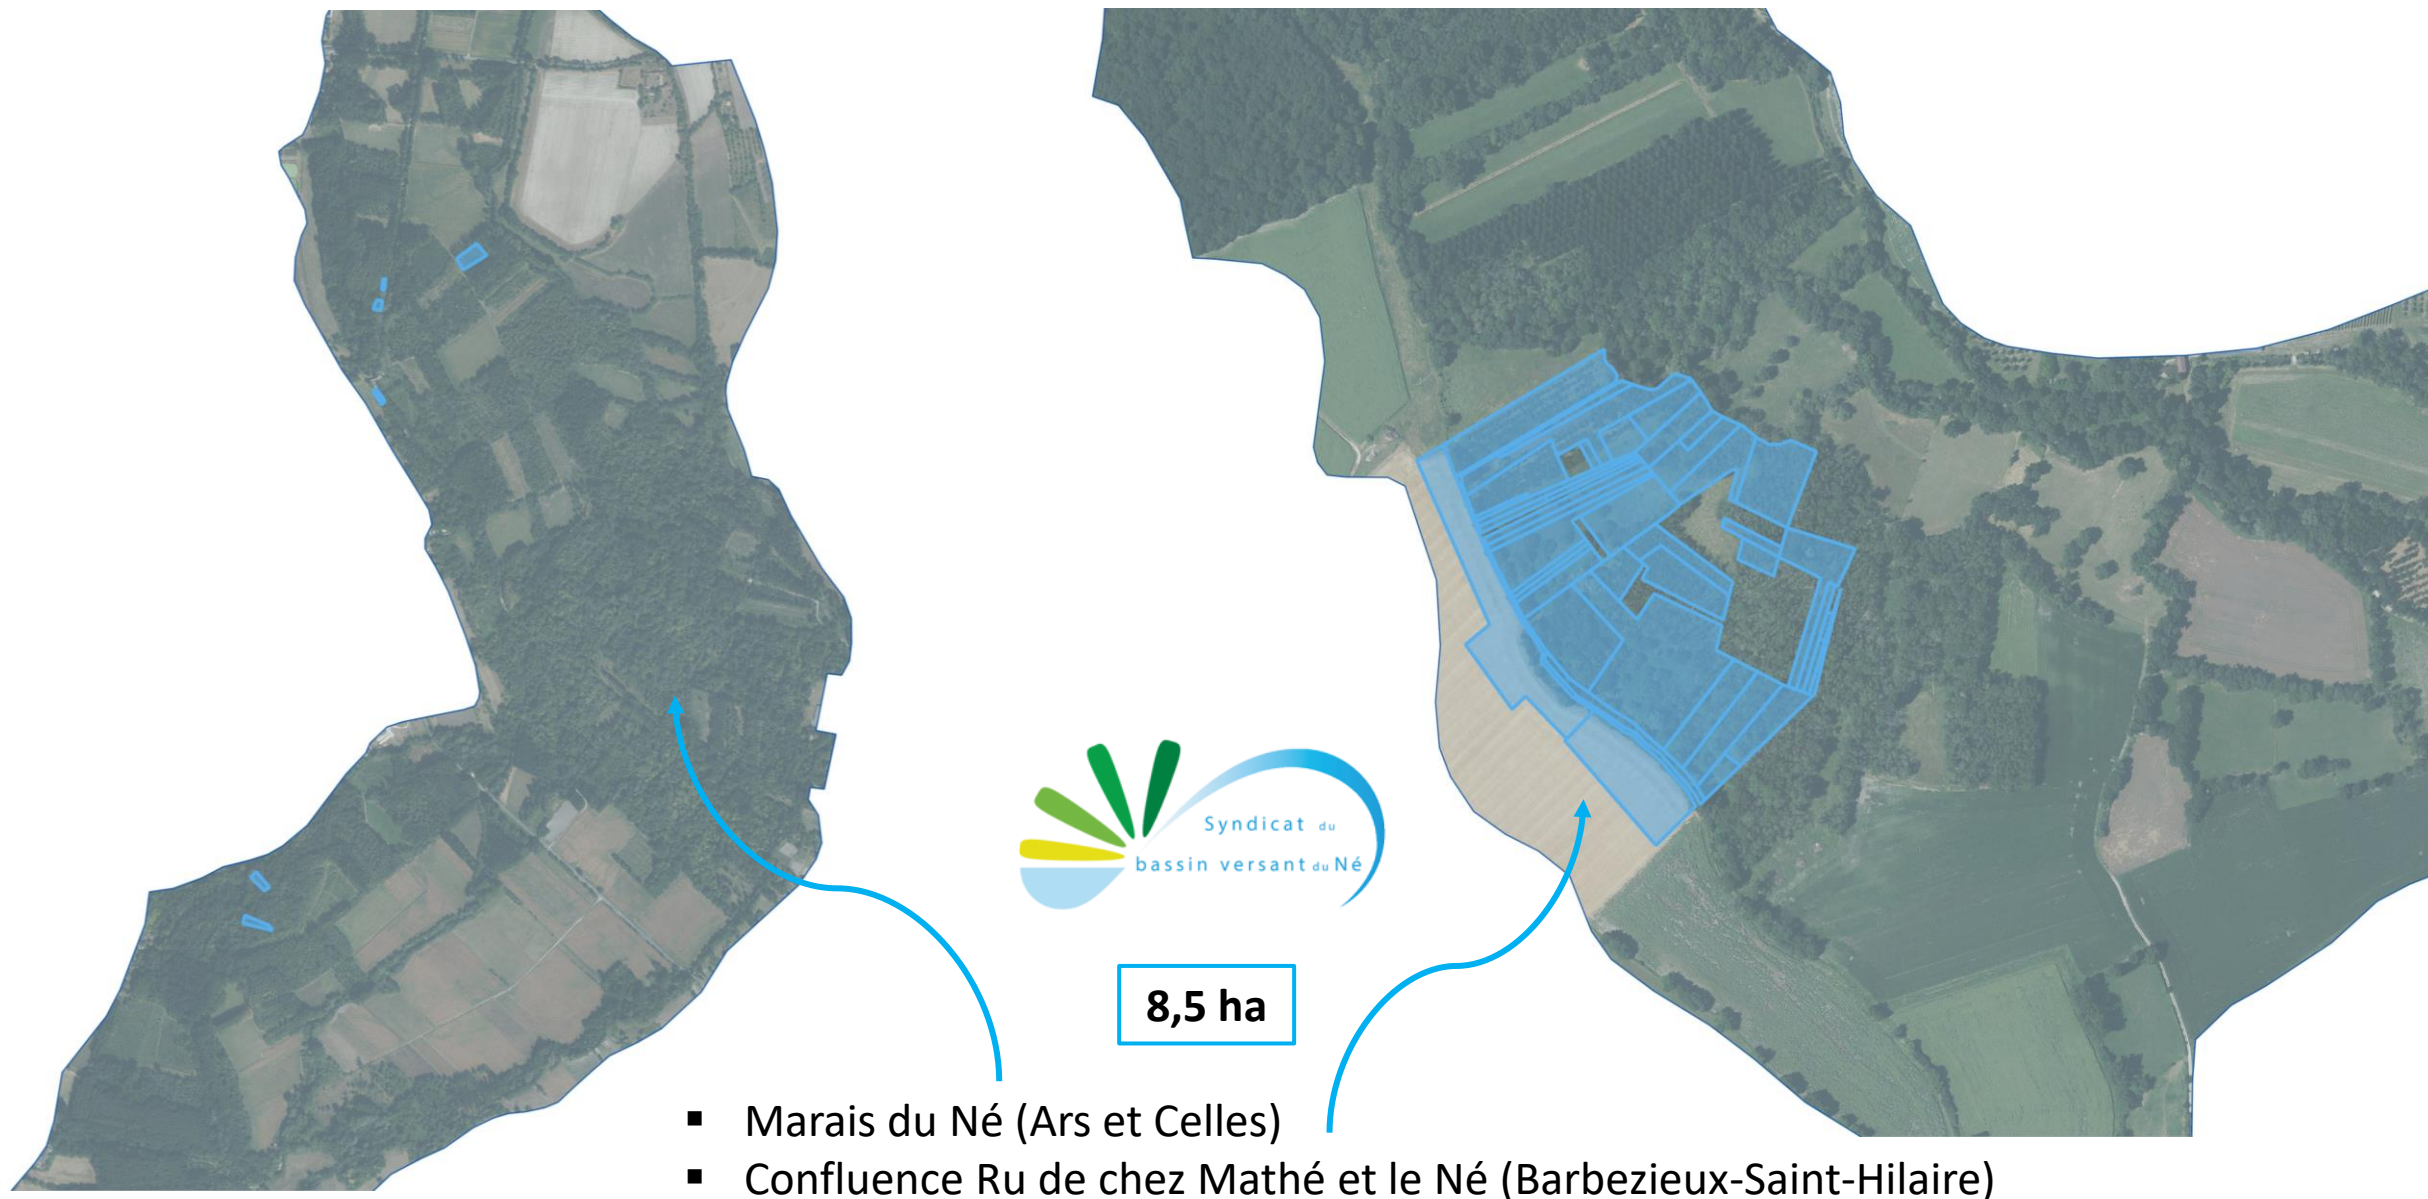 Syndicat du
bassin versant du Né
8,5 ha
▪ Marais du Né (Ars et Celles)
▪ Confluence Ru de chez Mathé et le Né (Barbezieux-Saint-Hilaire)